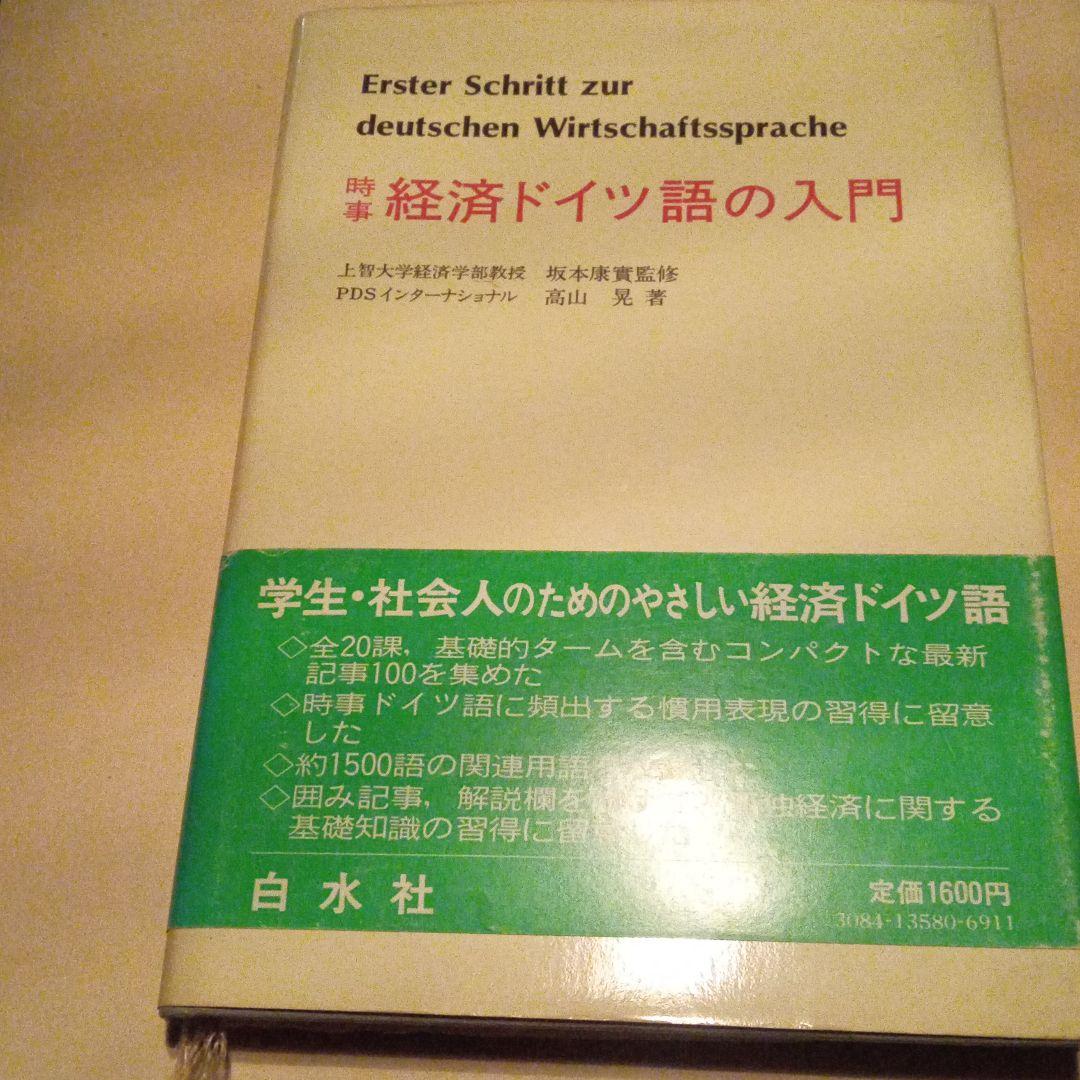 Erster Schritt zur
deutschen Wirtschaftssprache
時事 経済ドイツ語の入門
上智大学経済学部教授 坂本康實監修
PDSインターナショナル 高山 晃 著
学生・社会人のためのやさしい経済ドイツ語
◇全20課,基礎的タームを含むコンパクトな最新
記事100を集めた
◇時事ドイツ語に頻出する慣用表現の習得に留意
した
◇約1500語の関連用語
◇囲み記事,解説欄を 経済に関する
基礎知識の習得に留
白水社
定価1600円
3084-13580-6911